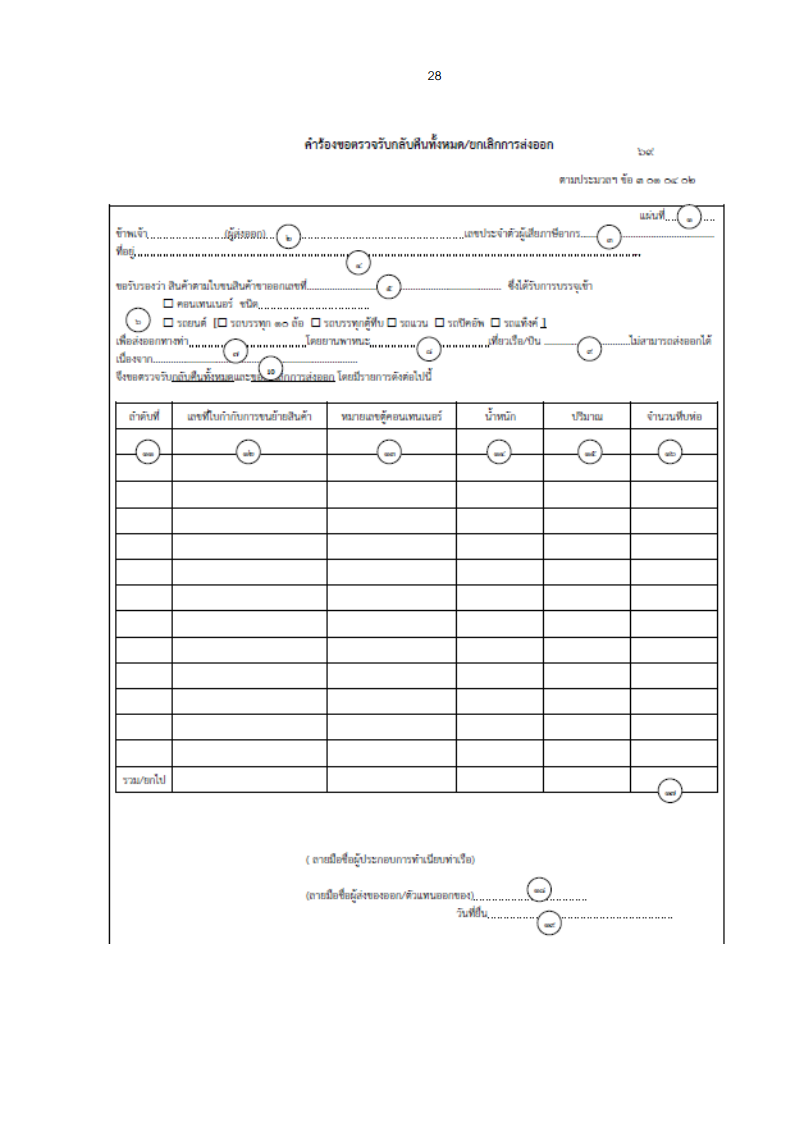 28
คำร้องขอตรวจรับกลับคืนทั้งหมด/ยกเลิกการส่งออก
๖๙
ตามประมวลฯ ข้อ ๓ ๐๑ ๐๔ ๐๒
แผ่นที่ ๑
ข้าพเจ้า (ผู้ส่งออก) ๒ เลขประจำตัวผู้เสียภาษีอากร ๓
ที่อยู่ ๔
ขอรับรองว่า สินค้าตามใบขนสินค้าขาออกเลขที่ ๕ ซึ่งได้รับการบรรจุเข้า
☐ คอนเทนเนอร์ ชนิด
๖ ☐ รถยนต์ [☐ รถบรรทุก ๑๐ ล้อ ☐ รถบรรทุกตู้ทึบ ☐ รถแวน ☐ รถปิคอัพ ☐ รถแท็งค์ ]
เพื่อส่งออกทางท่า ๗ โดยยานพาหนะ ๘ เที่ยวเรือ/บิน ๙ ไม่สามารถส่งออกได้
เนื่องจาก ๑๐
จึงขอตรวจรับกลับคืนทั้งหมดและขอ กการส่งออก โดยมีรายการดังต่อไปนี้
ลำดับที่ เลขที่ใบกำกับการขนย้ายสินค้า หมายเลขตู้คอนเทนเนอร์ น้ำหนัก ปริมาณ จำนวนหีบห่อ
๑๑ ๑๒ ๑๓ ๑๔ ๑๕ ๑๖
รวม/ยกไป ๑๗
( ลายมือชื่อผู้ประกอบการทำเนียบท่าเรือ)
(ลายมือชื่อผู้ส่งของออก/ตัวแทนออกของ) ๑๘
วันที่ยื่น ๑๙